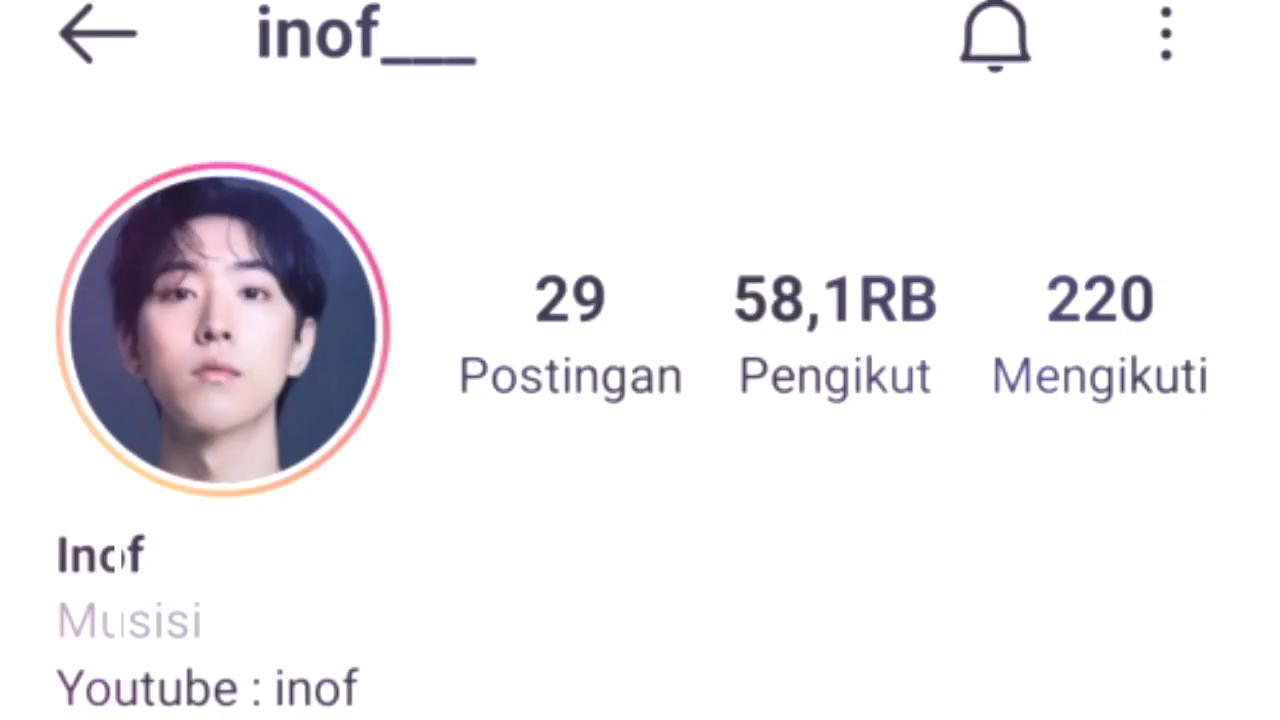 inof___
29 58,1RB 220
Postingan Pengikut Mengikuti
Inof
Musisi
Youtube : inof